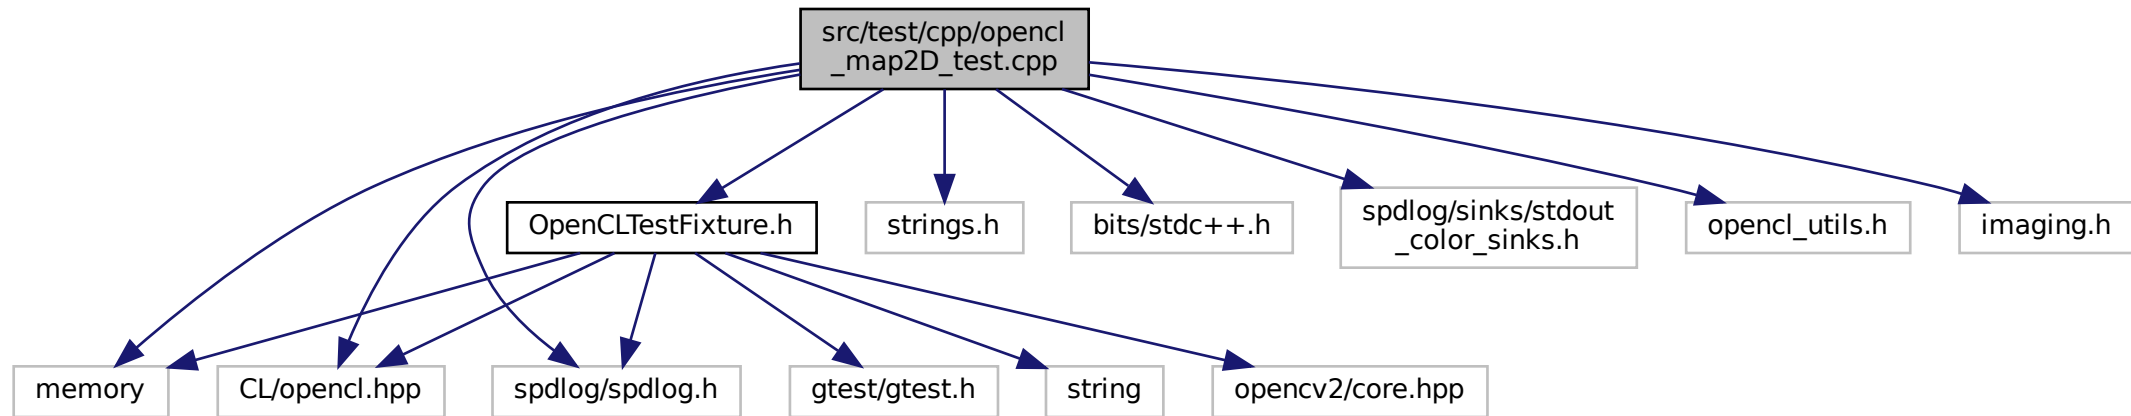 src/test/cpp/opencl
_map2D_test.cpp
OpenCLTestFixture.h
strings.h
bits/stdc++.h
spdlog/sinks/stdout
_color_sinks.h
opencl_utils.h
imaging.h
memory
CL/opencl.hpp
spdlog/spdlog.h
gtest/gtest.h
string
opencv2/core.hpp